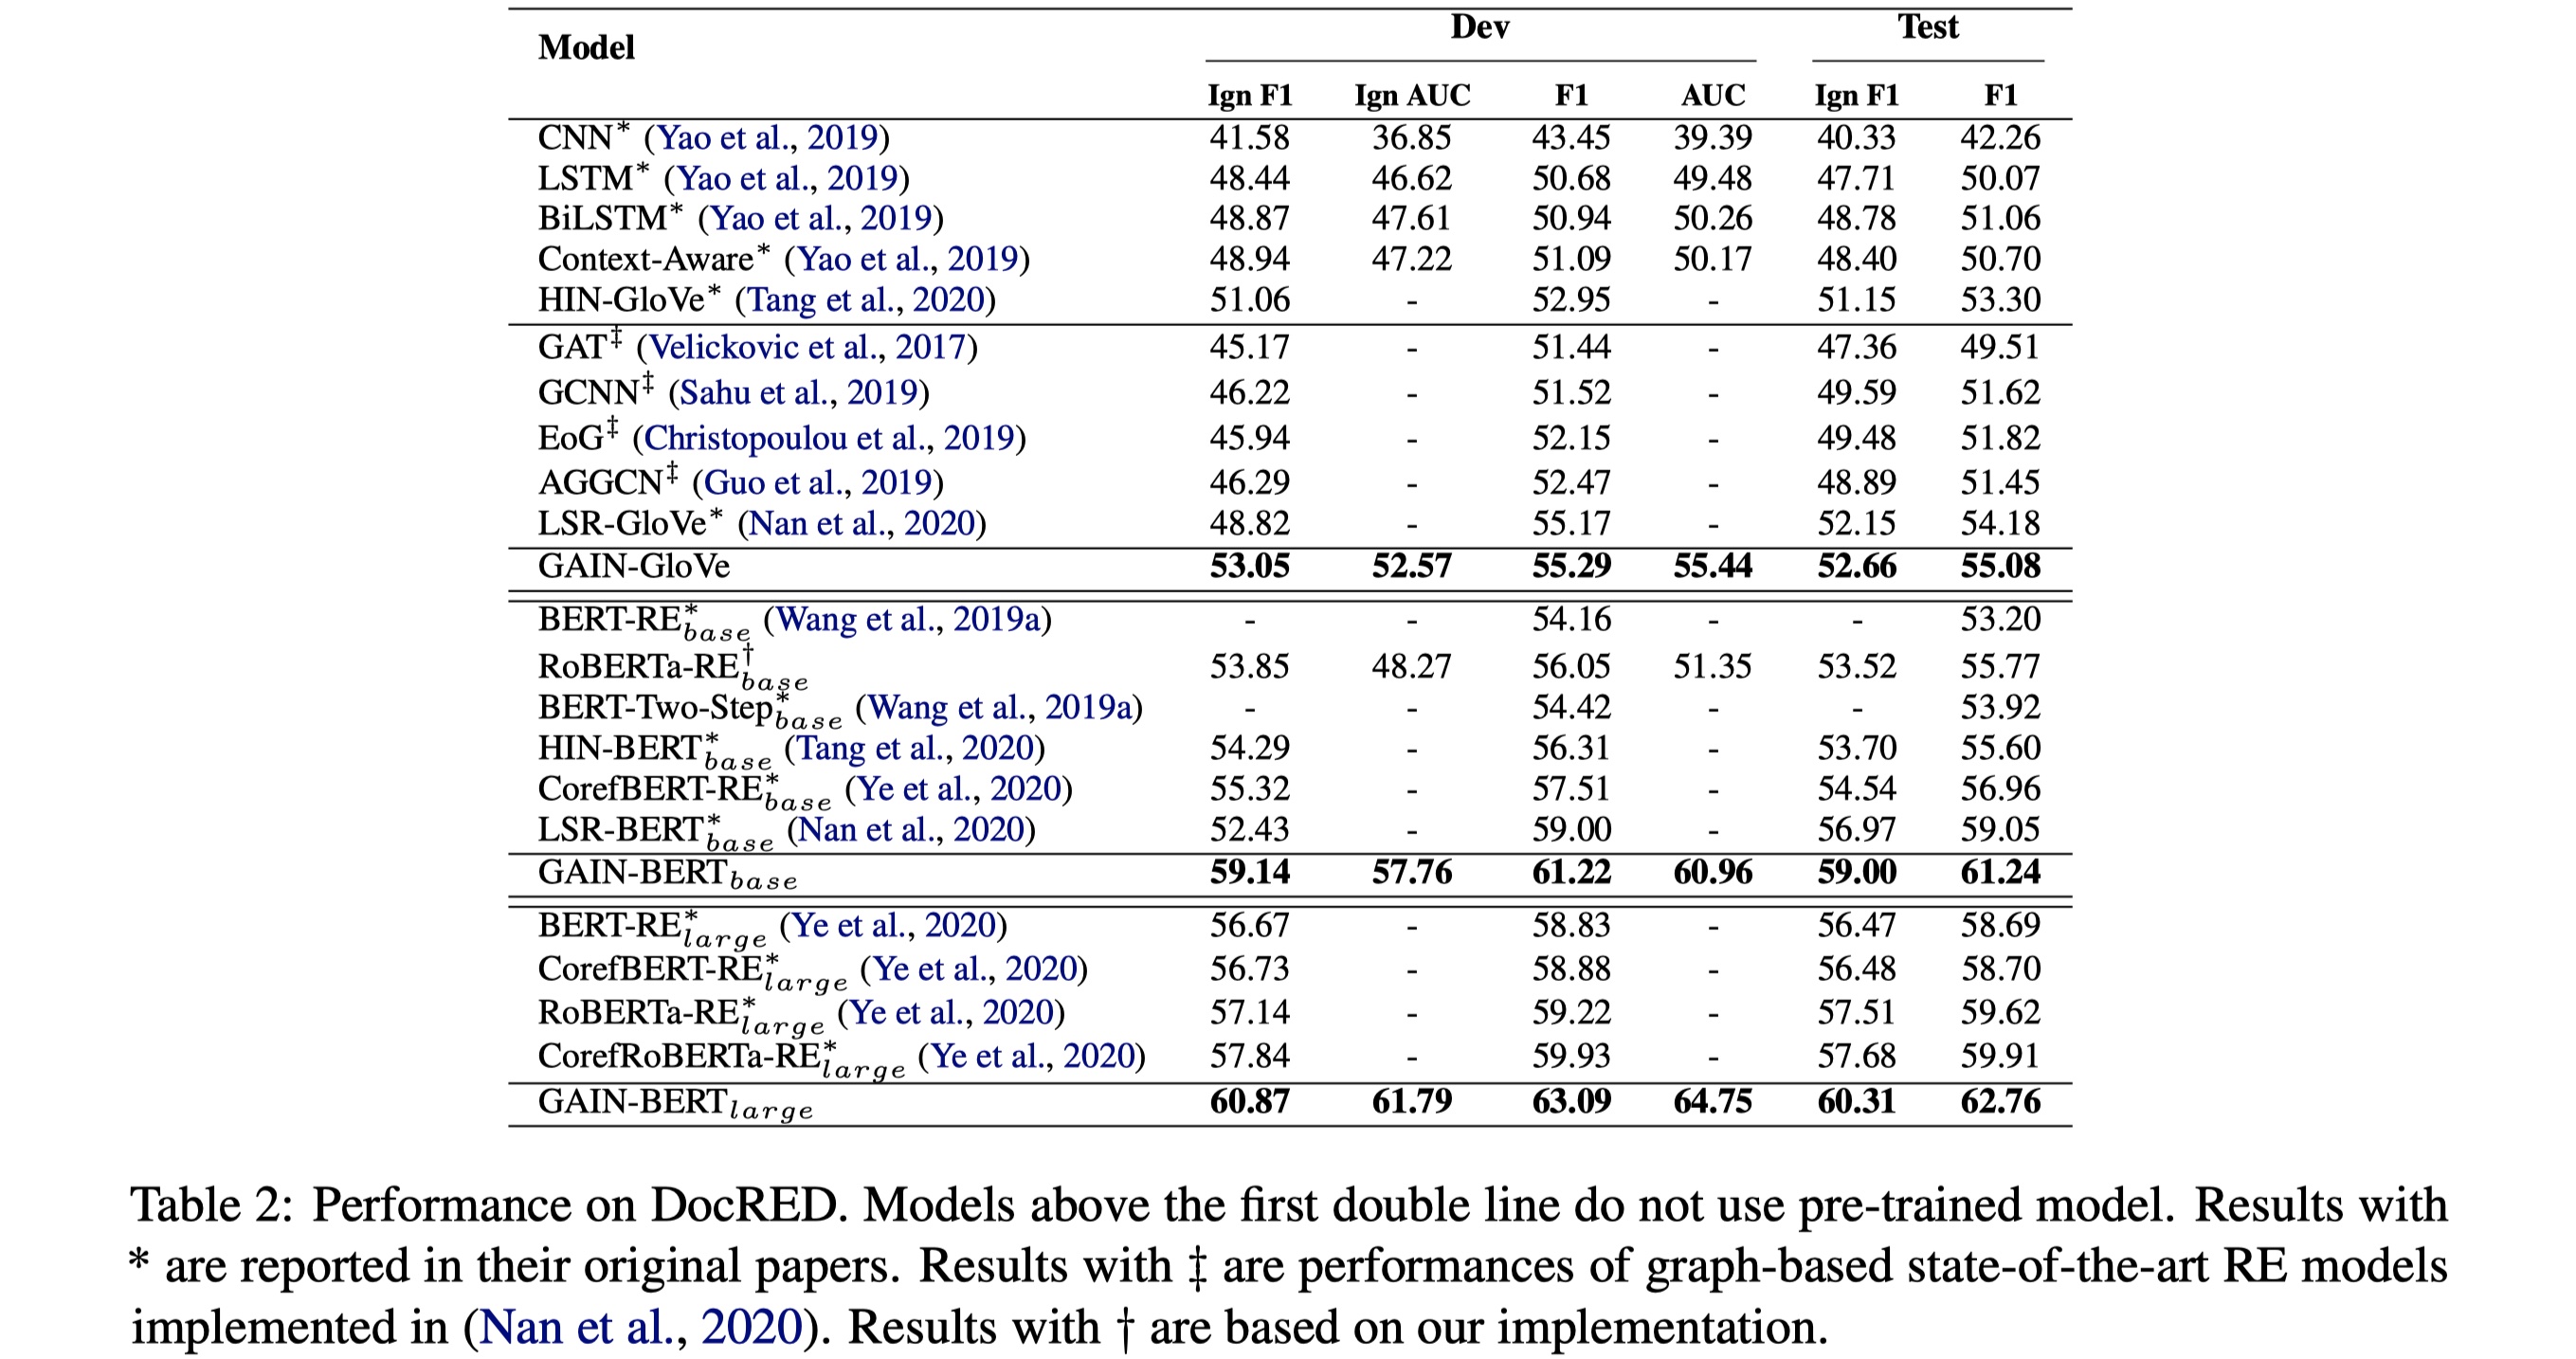 Model Dev Test
Ign F1 Ign AUC F1 AUC Ign F1 F1
CNN* (Yao et al., 2019) 41.58 36.85 43.45 39.39 40.33 42.26
LSTM* (Yao et al., 2019) 48.44 46.62 50.68 49.48 47.71 50.07
BiLSTM* (Yao et al., 2019) 48.87 47.61 50.94 50.26 48.78 51.06
Context-Aware* (Yao et al., 2019) 48.94 47.22 51.09 50.17 48.40 50.70
HIN-GloVe* (Tang et al., 2020) 51.06 - 52.95 - 51.15 53.30
GAT‡ (Velickovic et al., 2017) 45.17 - 51.44 - 47.36 49.51
GCNN‡ (Sahu et al., 2019) 46.22 - 51.52 - 49.59 51.62
EoG‡ (Christopoulou et al., 2019) 45.94 - 52.15 - 49.48 51.82
AGGCN‡ (Guo et al., 2019) 46.29 - 52.47 - 48.89 51.45
LSR-GloVe* (Nan et al., 2020) 48.82 - 55.17 - 52.15 54.18
GAIN-GloVe 53.05 52.57 55.29 55.44 52.66 55.08
BERT-RE*base (Wang et al., 2019a) - - 54.16 - - 53.20
RoBERTa-RE†base 53.85 48.27 56.05 51.35 53.52 55.77
BERT-Two-Step*base (Wang et al., 2019a) - - 54.42 - - 53.92
HIN-BERT*base (Tang et al., 2020) 54.29 - 56.31 - 53.70 55.60
CorefBERT-RE*base (Ye et al., 2020) 55.32 - 57.51 - 54.54 56.96
LSR-BERT*base (Nan et al., 2020) 52.43 - 59.00 - 56.97 59.05
GAIN-BERTbase 59.14 57.76 61.22 60.96 59.00 61.24
BERT-RE*large (Ye et al., 2020) 56.67 - 58.83 - 56.47 58.69
CorefBERT-RE*large (Ye et al., 2020) 56.73 - 58.88 - 56.48 58.70
RoBERTa-RE*large (Ye et al., 2020) 57.14 - 59.22 - 57.51 59.62
CorefRoBERTa-RE*large (Ye et al., 2020) 57.84 - 59.93 - 57.68 59.91
GAIN-BERTlarge 60.87 61.79 63.09 64.75 60.31 62.76
Table 2: Performance on DocRED. Models above the first double line do not use pre-trained model. Results with
* are reported in their original papers. Results with ‡ are performances of graph-based state-of-the-art RE models
implemented in (Nan et al., 2020). Results with † are based on our implementation.